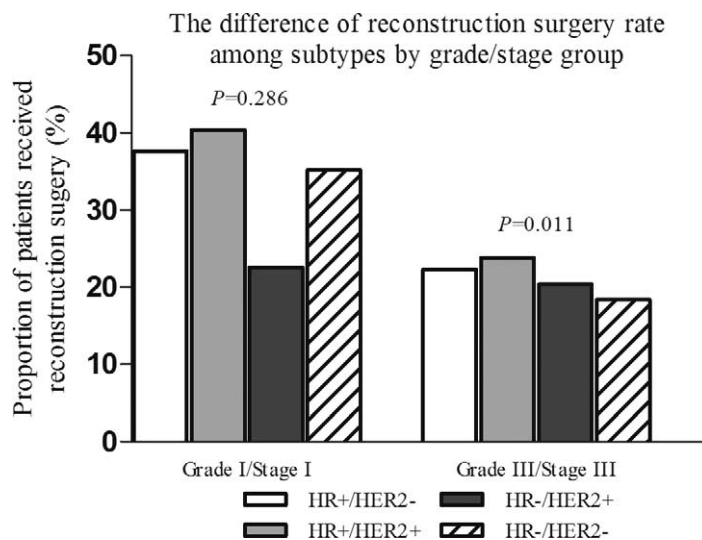 The difference of reconstruction surgery rate
among subtypes by grade/stage group
Proportion of patients received
reconstruction sugery (%)
50
40
30
20
10
0
P=0.286
P=0.011
Grade I/Stage I
Grade III/Stage III
HR+/HER2-
HR-/HER2+
HR+/HER2+
HR-/HER2-